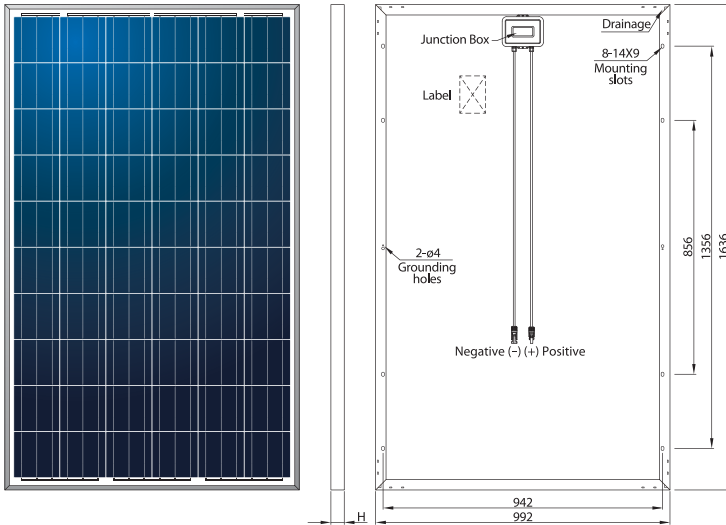 Drainage
Junction Box
8-14X9
Mounting
slots
Label
856
1356
1636
2-ø4
Grounding
holes
Negative (-) (+) Positive
942
H
992